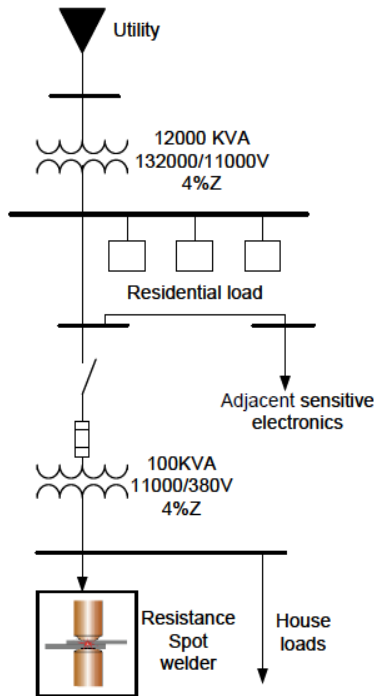 Utility
12000 KVA
132000/11000V
4%Z
Residential load
Adjacent sensitive
electronics
100KVA
11000/380V
4%Z
Resistance
Spot
welder
House
loads